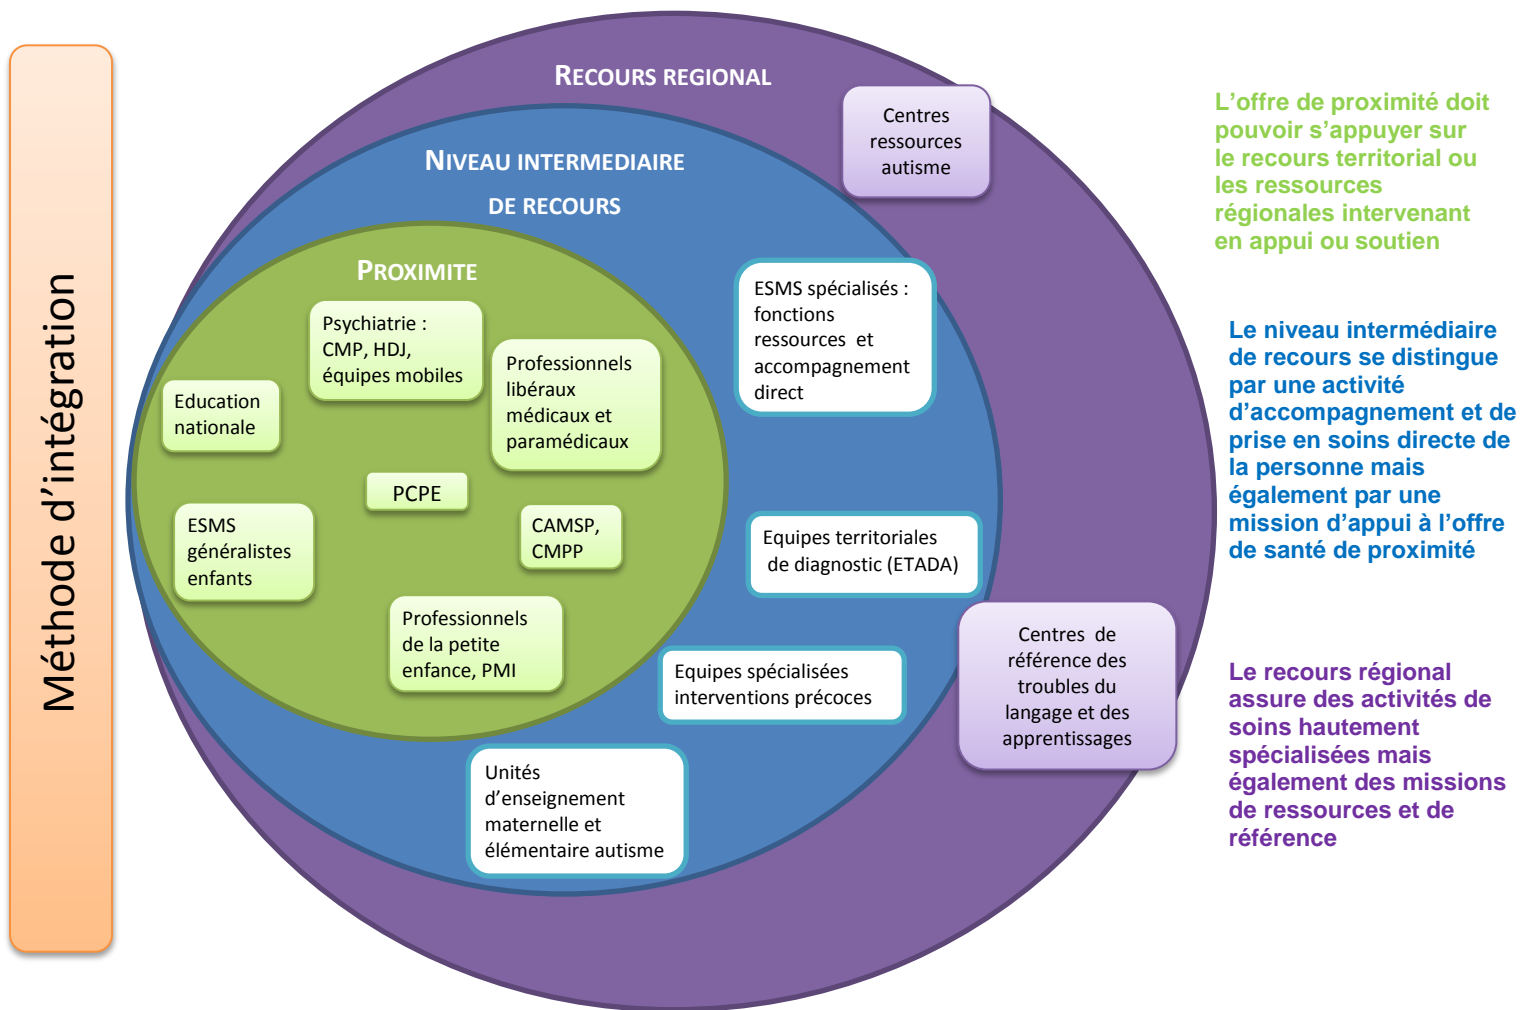 Méthode d’intégration
RECOURS REGIONAL
Centres
ressources
autisme
NIVEAU INTERMEDIAIRE
DE RECOURS
PROXIMITE
Psychiatrie :
CMP, HDJ,
équipes mobiles
Professionnels
libéraux
médicaux et
paramédicaux
Education
nationale
PCPE
ESMS
généralistes
enfants
CAMSP,
CMPP
Professionnels
de la petite
enfance, PMI
ESMS spécialisés :
fonctions
ressources et
accompagnement
direct
Equipes territoriales
de diagnostic (ETADA)
Equipes spécialisées
interventions précoces
Unités
d’enseignement
maternelle et
élémentaire autisme
Centres de
référence des
troubles du
langage et des
apprentissages
L’offre de proximité doit
pouvoir s’appuyer sur
le recours territorial ou
les ressources
régionales intervenant
en appui ou soutien
Le niveau intermédiaire
de recours se distingue
par une activité
d’accompagnement et de
prise en soins directe de
la personne mais
également par une
mission d’appui à l’offre
de santé de proximité
Le recours régional
assure des activités de
soins hautement
spécialisées mais
également des missions
de ressources et de
référence